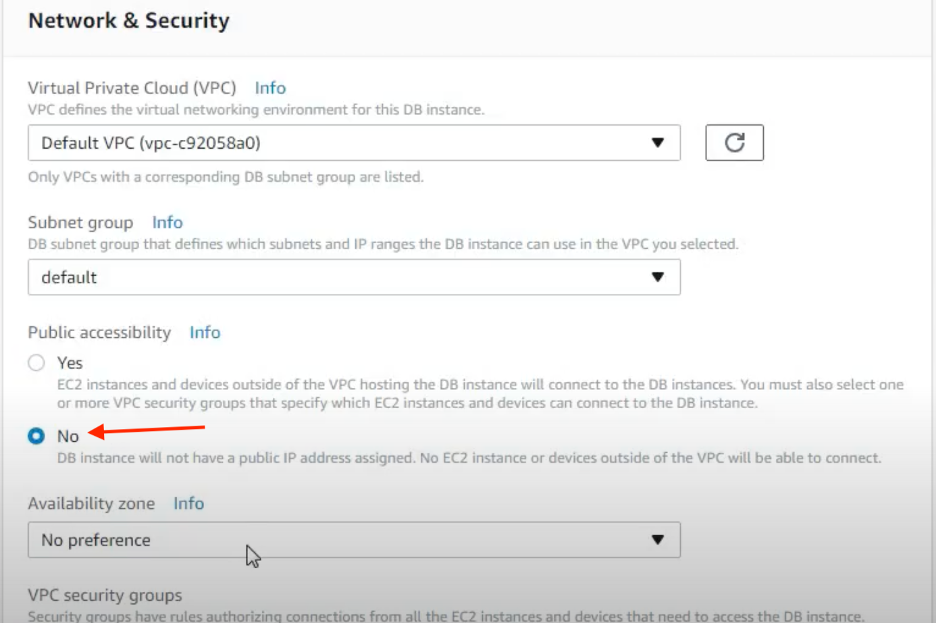 Network & Security
Virtual Private Cloud (VPC) Info
VPC defines the virtual networking environment for this DB instance.
Default VPC (vpc-c92058a0)
Only VPCs with a corresponding DB subnet group are listed.
Subnet group Info
DB subnet group that defines which subnets and IP ranges the DB instance can use in the VPC you selected.
default
Public accessibility Info
Yes
EC2 instances and devices outside of the VPC hosting the DB instance will connect to the DB instances. You must also select one
or more VPC security groups that specify which EC2 instances and devices can connect to the DB instance.
No
DB instance will not have a public IP address assigned. No EC2 instance or devices outside of the VPC will be able to connect.
Availability zone Info
No preference
VPC security groups
Security groups have rules authorizing connections from all the EC2 instances and devices that need to access the DB instance.